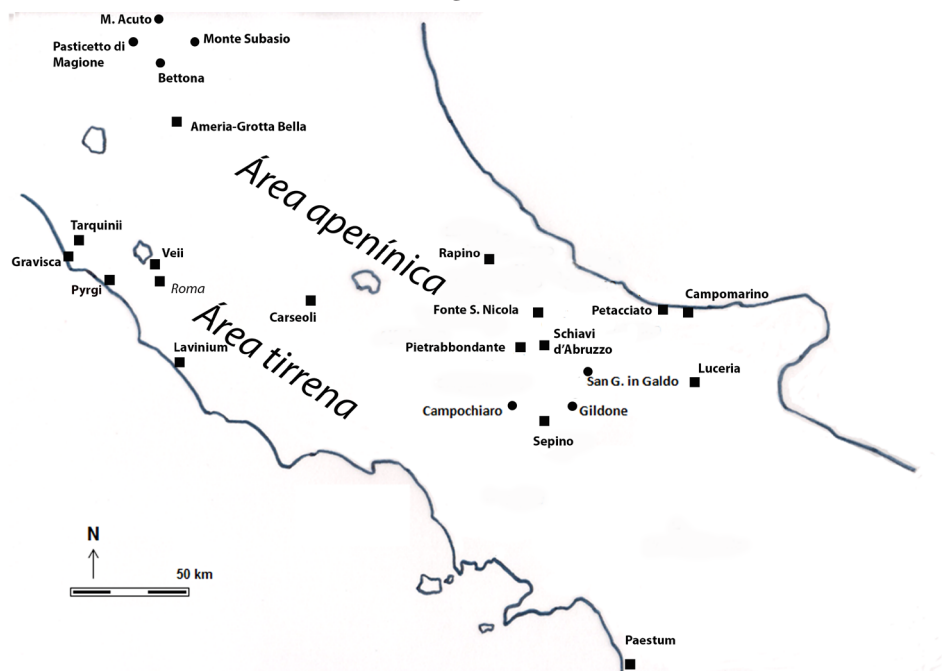 M. Acuto
Pasticetto di
Magione
Monte Subasio
Bettona
Ameria-Grotta Bella
Área apenínica
Tarquinii
Gravisca
Veii
Pyrgi
Roma
Rapino
Carseoli
Área tirrena
Fonte S. Nicola
Petacciato
Campomarino
Lavinium
Pietrabbondante
Schiavi
d'Abruzzo
Luceria
San G. in Galdo
Campochiaro
Gildone
Sepino
N
50 km
Paestum